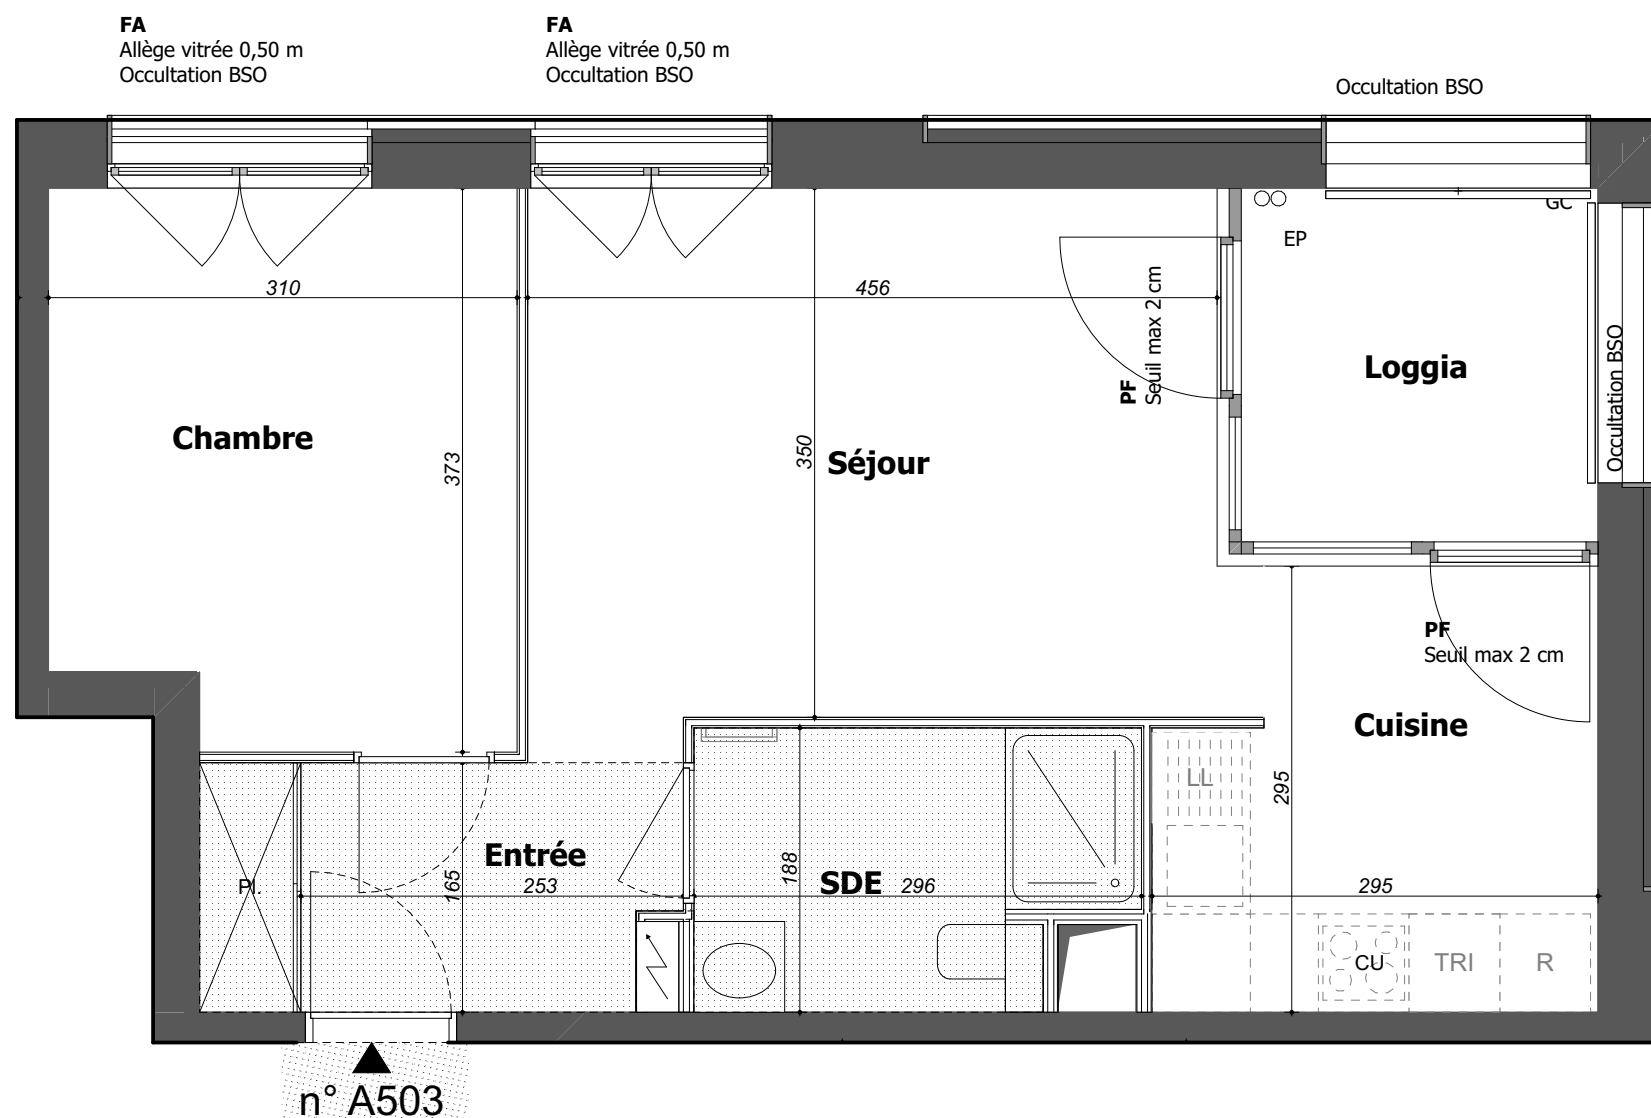 FA
Allège vitrée 0,50 m
Occultation BSO
FA
Allège vitrée 0,50 m
Occultation BSO
Occultation BSO
GC
EP
310
456
PF
Seuil max 2 cm
Occultation BSO
Loggia
Chambre
373
350
Séjour
PF
Seuil max 2 cm
Cuisine
LL
295
Entrée
Pl.
165
253
188
SDE
296
295
CU
TRI
R
n° A503